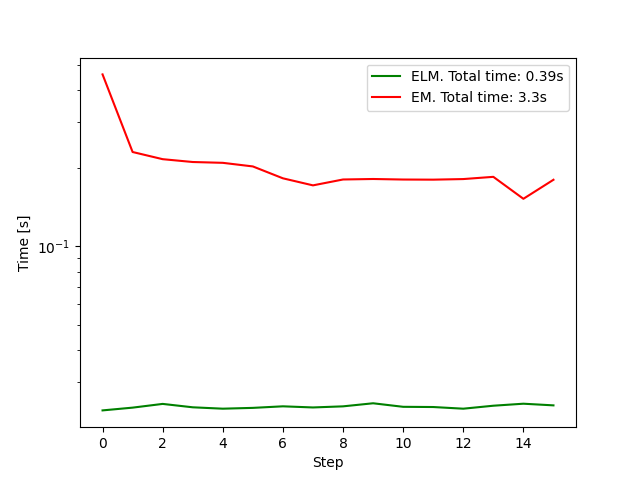 ELM. Total time: 0.39s
EM. Total time: 3.3s
Time [s]
10⁻¹
0 2 4 6 8 10 12 14
Step